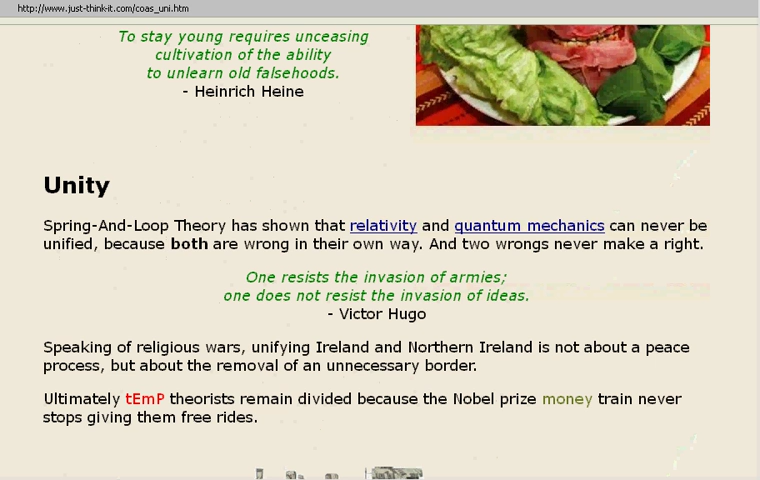 http://www.just-think-it.com/coas_uni.htm
To stay young requires unceasing
cultivation of the ability
to unlearn old falsehoods.
- Heinrich Heine
Unity
Spring-And-Loop Theory has shown that relativity and quantum mechanics can never be
unified, because both are wrong in their own way. And two wrongs never make a right.
One resists the invasion of armies;
one does not resist the invasion of ideas.
- Victor Hugo
Speaking of religious wars, unifying Ireland and Northern Ireland is not about a peace
process, but about the removal of an unnecessary border.
Ultimately tEmP theorists remain divided because the Nobel prize money train never
stops giving them free rides.